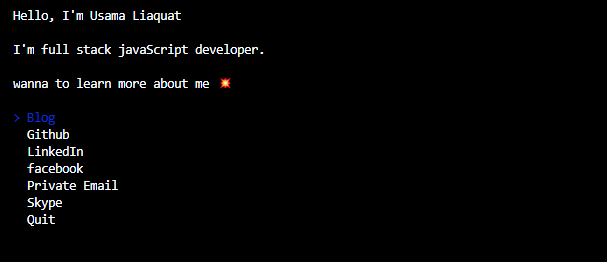 Hello, I'm Usama Liaquat
I'm full stack javaScript developer.
wanna to learn more about me 💥
> Blog
Github
LinkedIn
facebook
Private Email
Skype
Quit